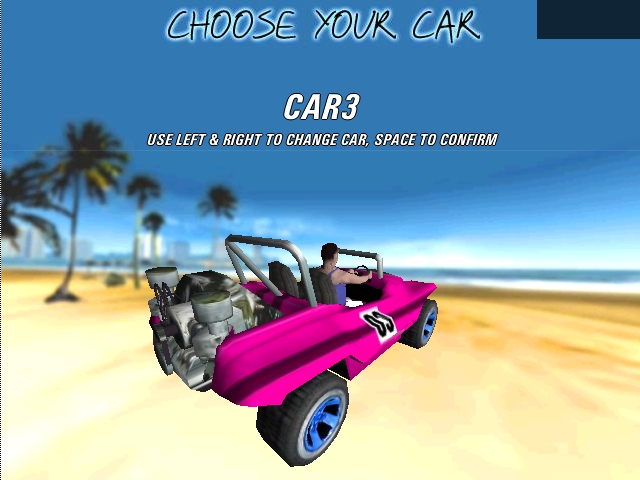 CHOOSE YOUR CAR
CAR3
USE LEFT & RIGHT TO CHANGE CAR, SPACE TO CONFIRM